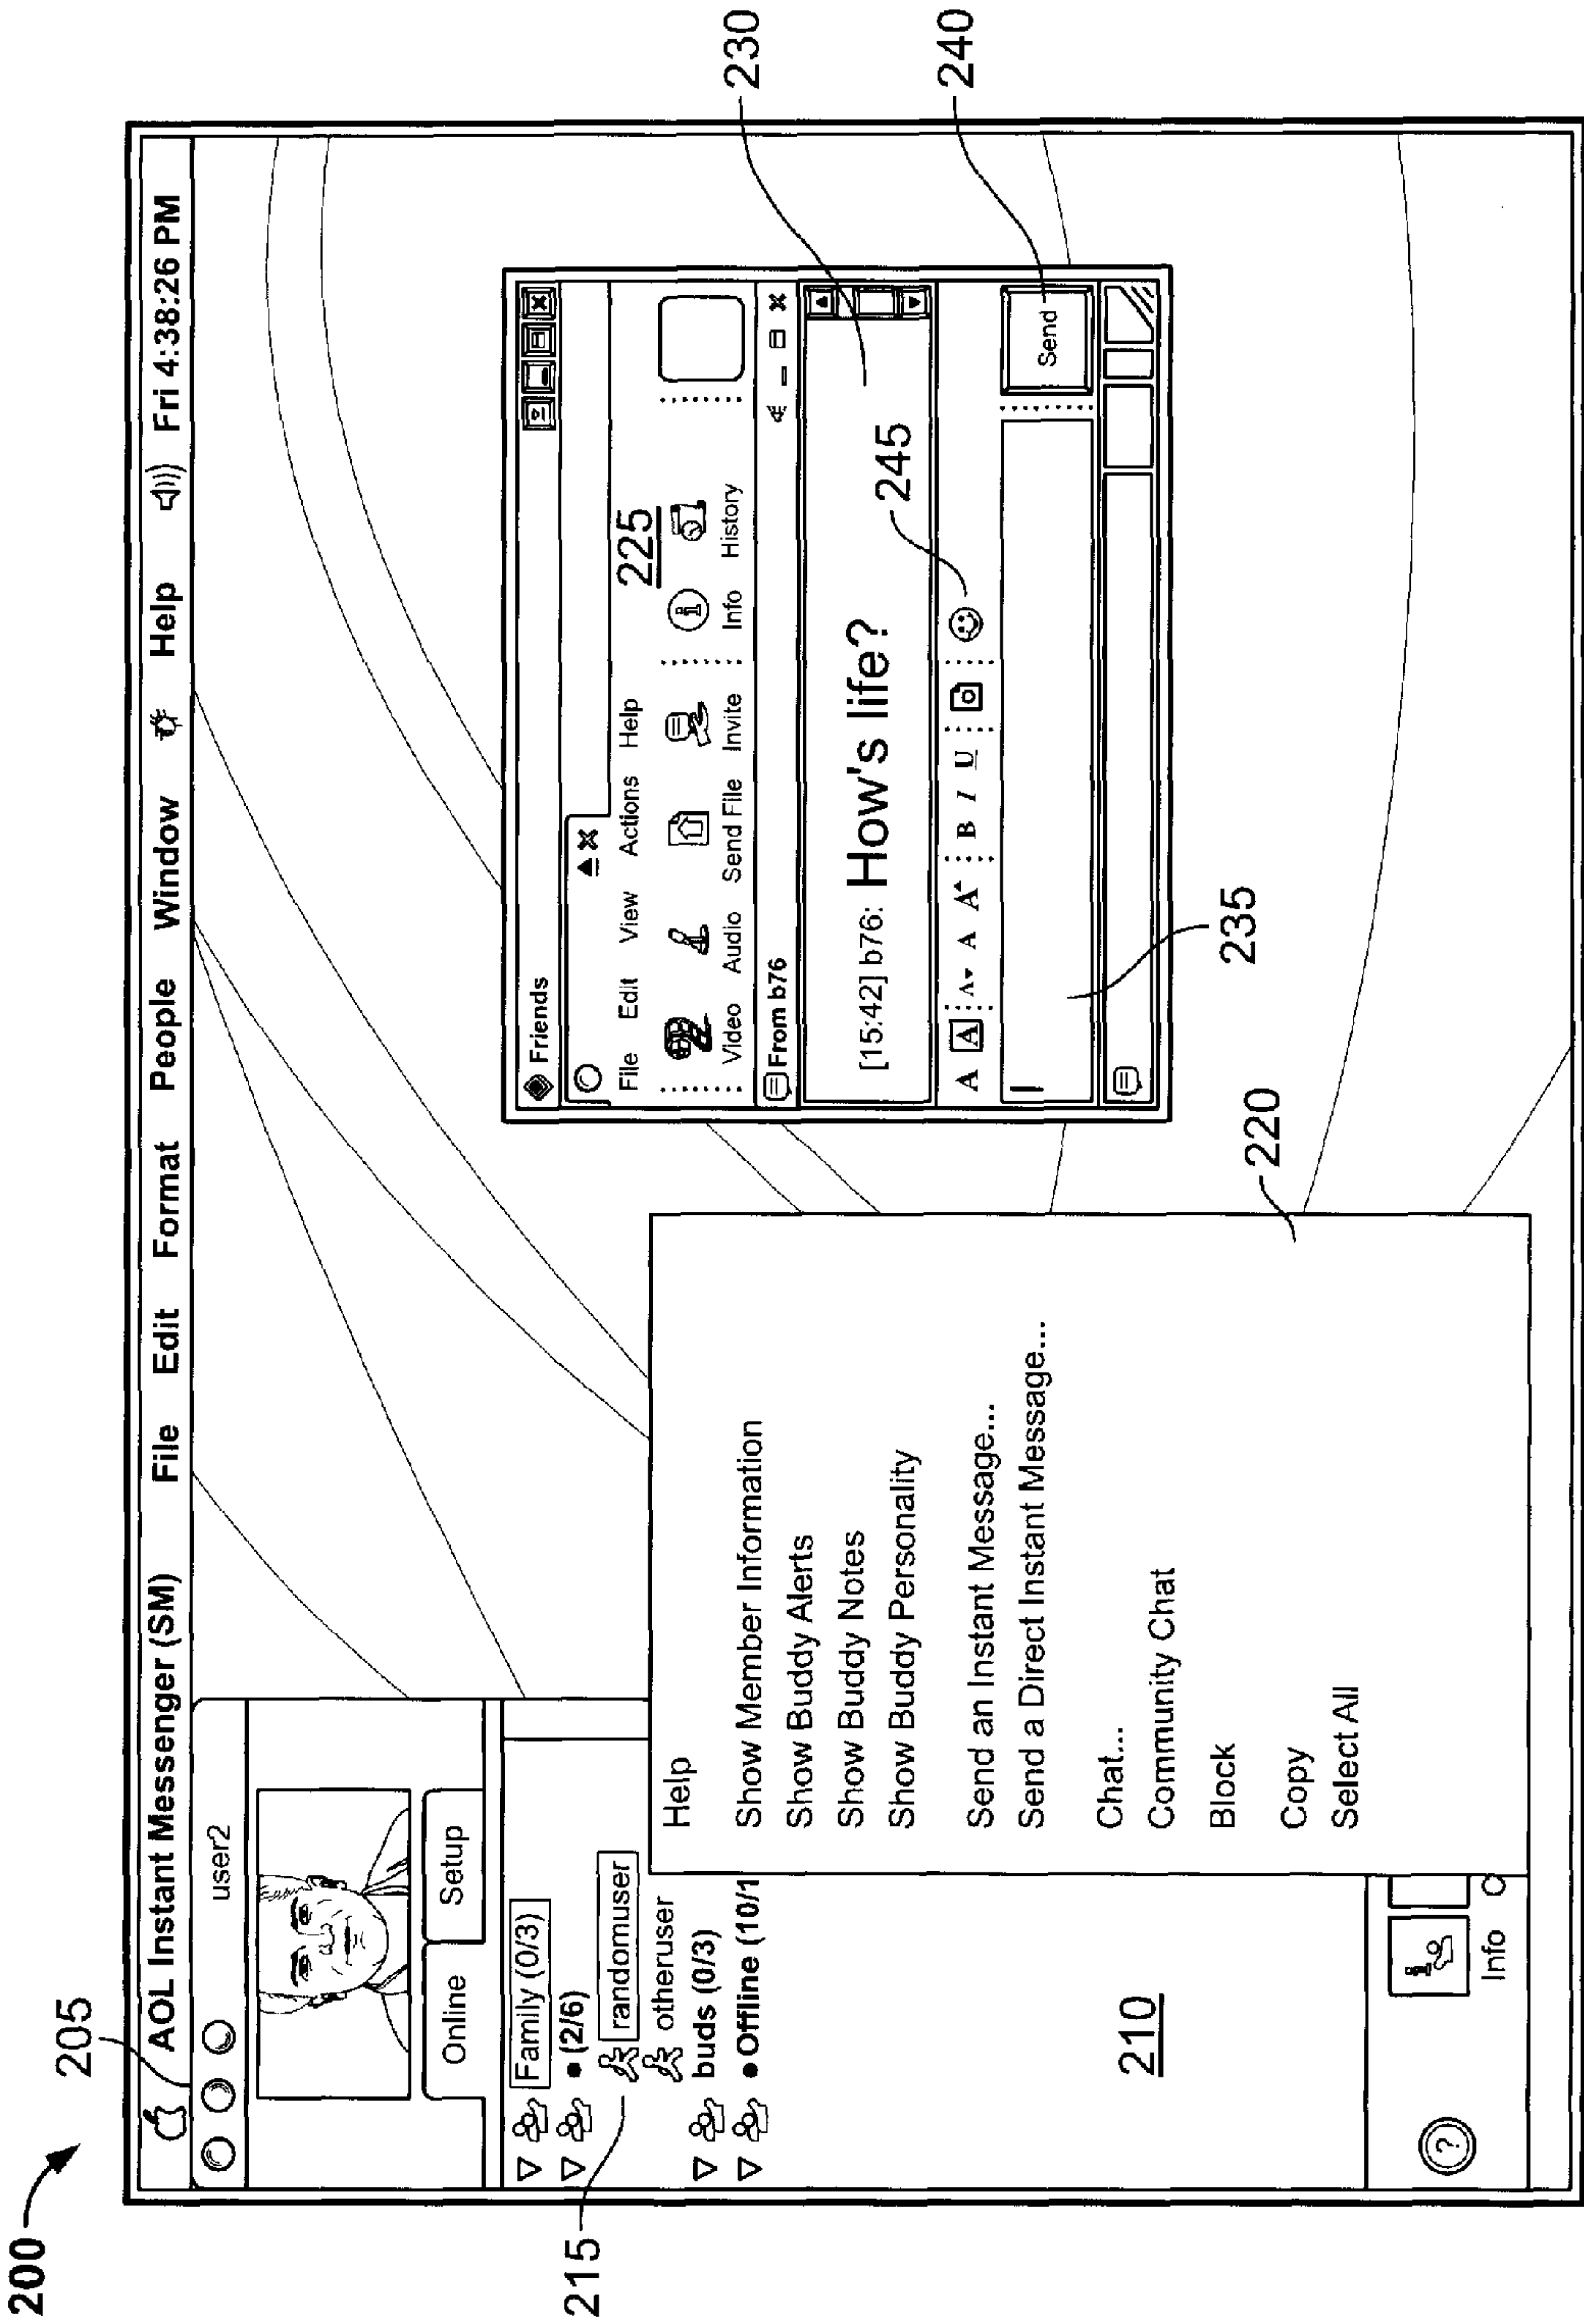 200
205
AOL Instant Messenger (SM) File Edit Format People Window Help Fri 4:38:26 PM
user2
Online Setup
Family (0/3)
• (2/6)
215
randomuser
otheruser
buds (0/3)
• Offline (10/1
210
? Info
Help
Show Member Information
Show Buddy Alerts
Show Buddy Notes
Show Buddy Personality
Send an Instant Message...
Send a Direct Instant Message...
Chat...
Community Chat
Block
Copy
Select All
220
Friends
File Edit View Actions Help
225
Video Audio Send File Invite Info History
From b76
230
[15:42] b76: How's life?
245
A A A A A B I U
Send
240
235